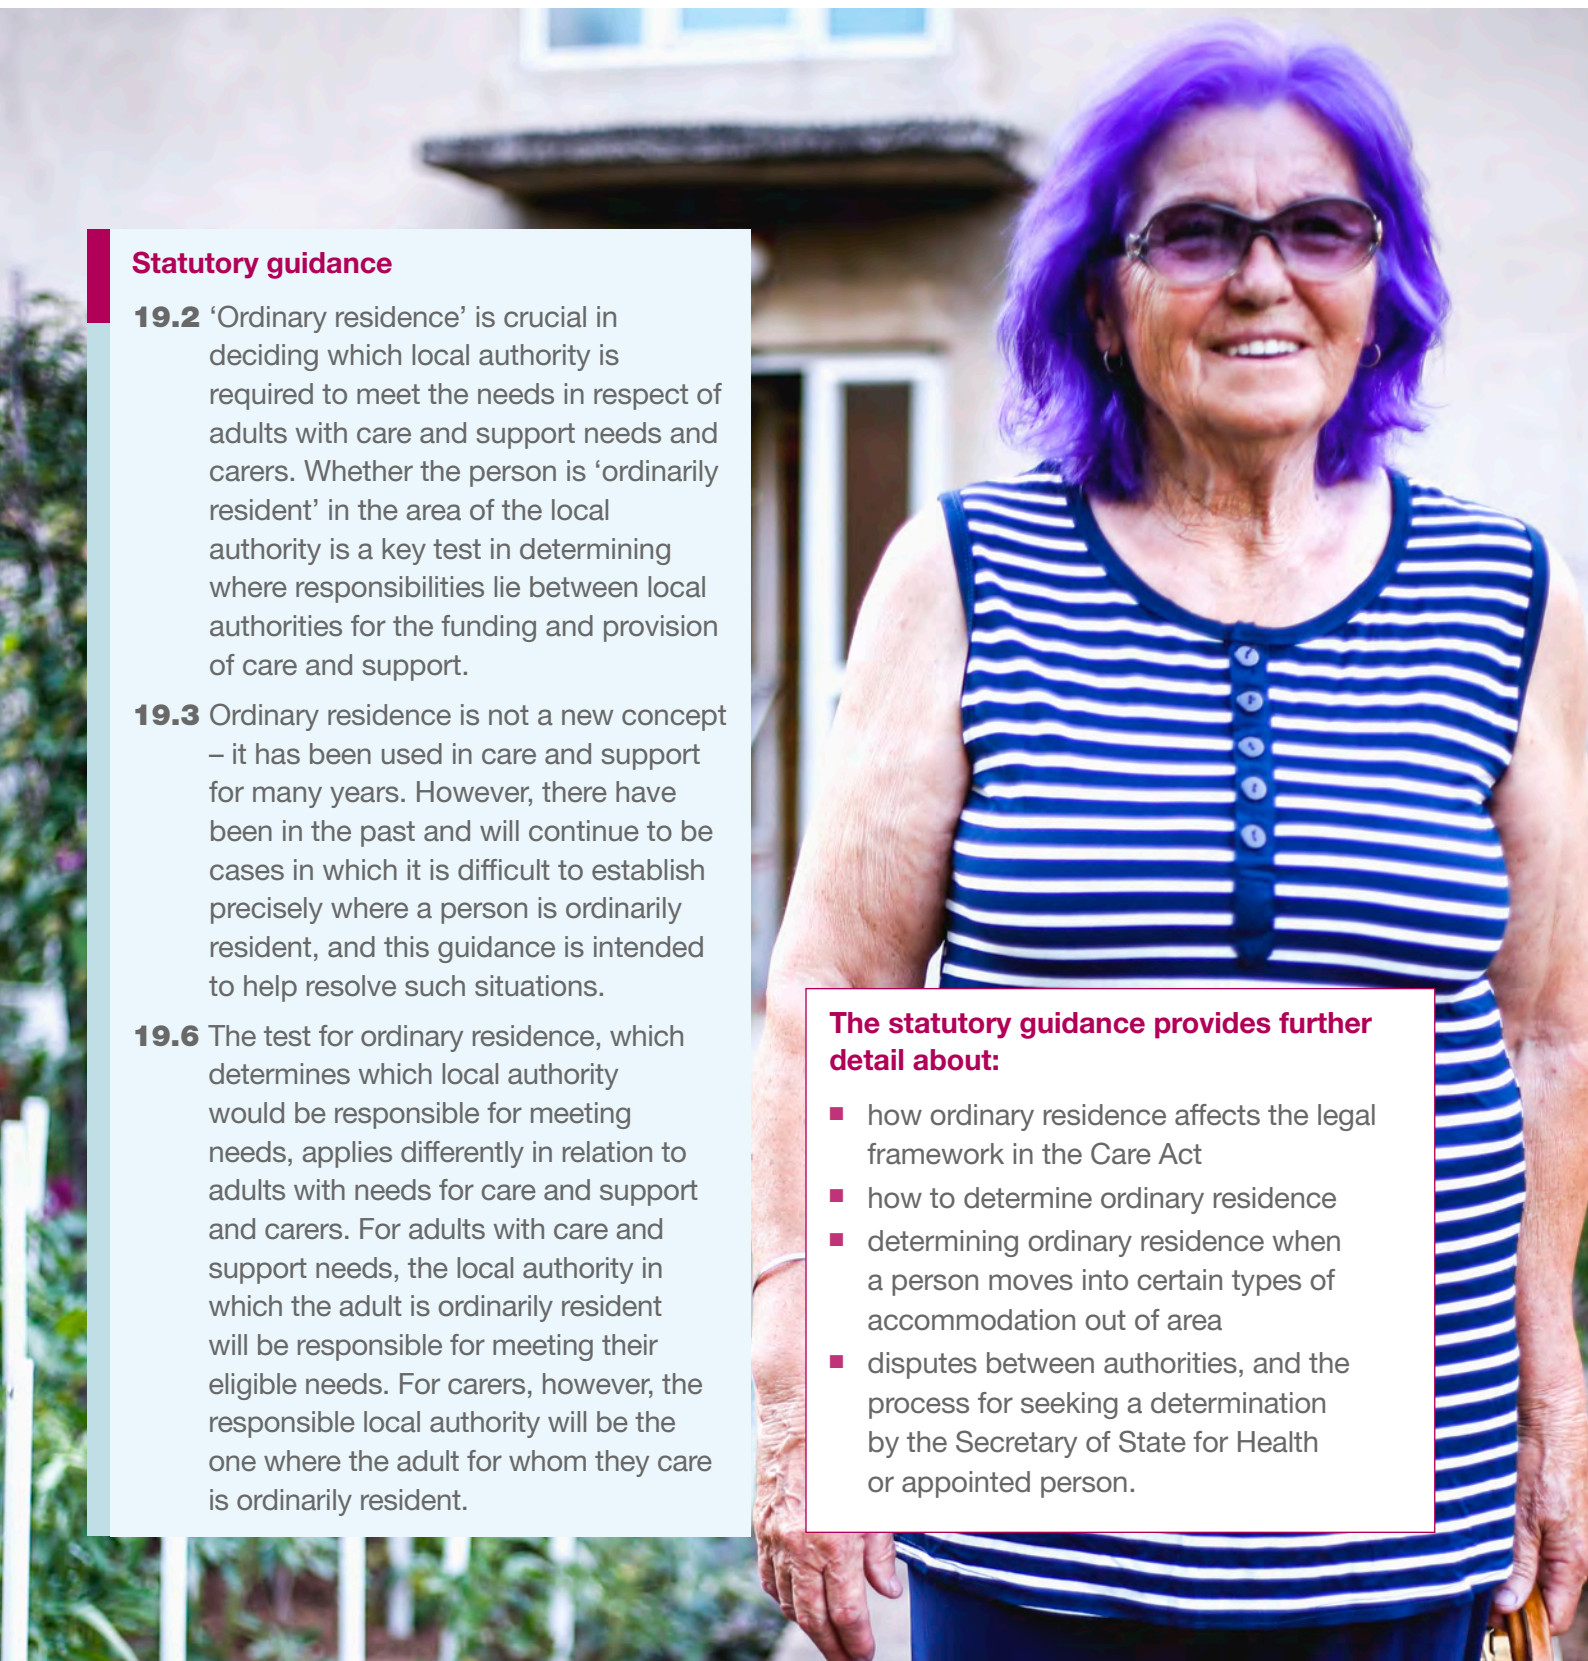 Statutory guidance
19.2 ‘Ordinary residence’ is crucial in
deciding which local authority is
required to meet the needs in respect of
adults with care and support needs and
carers. Whether the person is ‘ordinarily
resident’ in the area of the local
authority is a key test in determining
where responsibilities lie between local
authorities for the funding and provision
of care and support.
19.3 Ordinary residence is not a new concept
– it has been used in care and support
for many years. However, there have
been in the past and will continue to be
cases in which it is difficult to establish
precisely where a person is ordinarily
resident, and this guidance is intended
to help resolve such situations.
19.6 The test for ordinary residence, which
determines which local authority
would be responsible for meeting
needs, applies differently in relation to
adults with needs for care and support
and carers. For adults with care and
support needs, the local authority in
which the adult is ordinarily resident
will be responsible for meeting their
eligible needs. For carers, however, the
responsible local authority will be the
one where the adult for whom they care
is ordinarily resident.
The statutory guidance provides further
detail about:
■ how ordinary residence affects the legal
framework in the Care Act
■ how to determine ordinary residence
■ determining ordinary residence when
a person moves into certain types of
accommodation out of area
■ disputes between authorities, and the
process for seeking a determination
by the Secretary of State for Health
or appointed person.